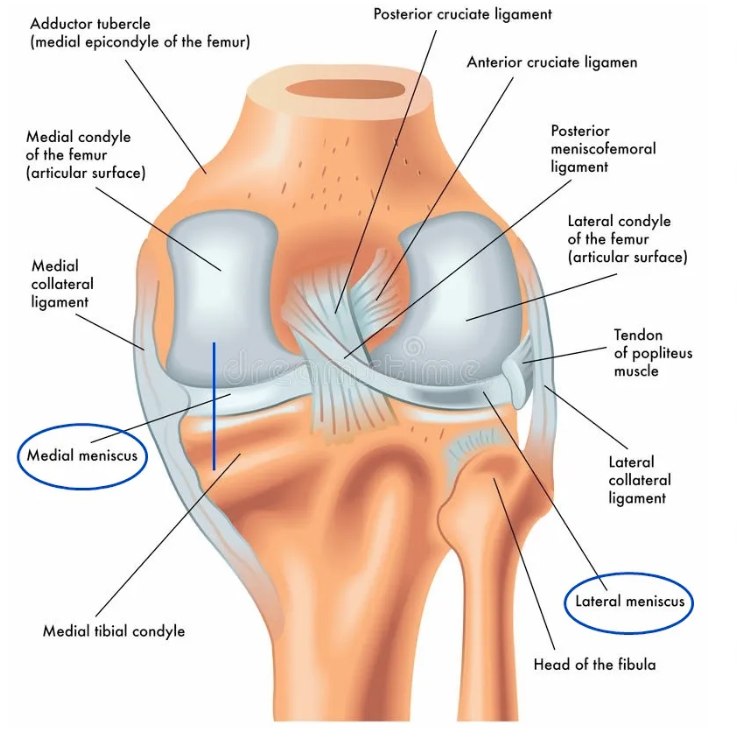 Posterior cruciate ligament
Adductor tubercle
(medial epicondyle of the femur)
Anterior cruciate ligamen
Medial condyle
of the femur
(articular surface)
Posterior
meniscofemoral
ligament
Lateral condyle
of the femur
(articular surface)
Medial
collateral
ligament
Tendon
of popliteus
muscle
dreamstime
Medial meniscus
Lateral
collateral
ligament
Lateral meniscus
Medial tibial condyle
Head of the fibula